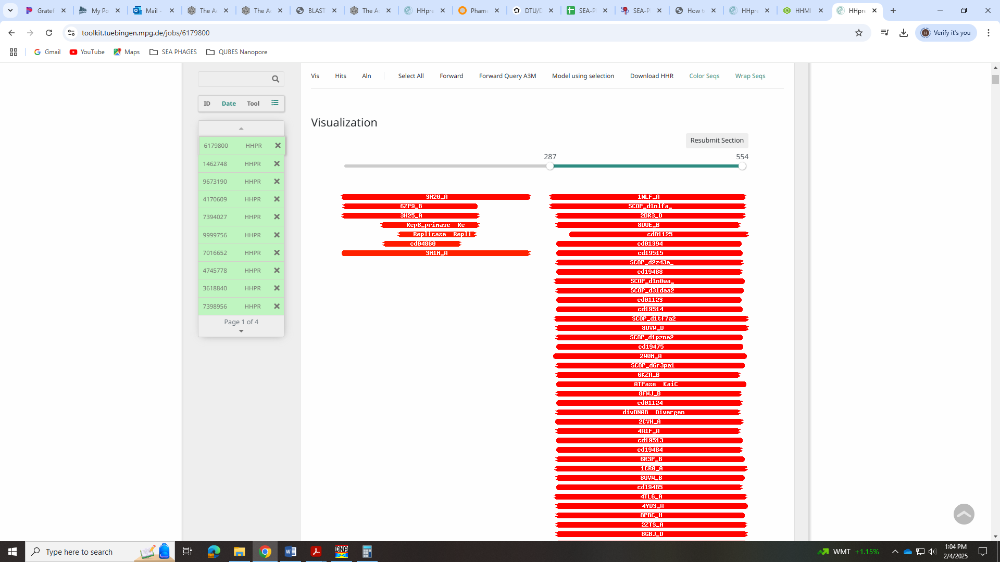 Gratef
My Po
Mail -
The Ac
The Ac
BLAST
The Ac
HHpre
Phame
DTU/D
SEA-P
SEA-P
How t
HHpre
HHMI
HHpre
toolkit.tuebingen.mpg.de/jobs/6179800
Verify it's you
Gmail
YouTube
Maps
SEA PHAGES
QUBES Nanopore
Vis Hits Aln Select All Forward Forward Query A3M Model using selection Download HHR Color Seqs Wrap Seqs
ID Date Tool
6179800 HHPR
1462748 HHPR
9673190 HHPR
4170609 HHPR
7394027 HHPR
9999756 HHPR
7016652 HHPR
4745778 HHPR
3618840 HHPR
7398956 HHPR
Page 1 of 4
Visualization
Resubmit Section
287 554
3H20_A
6ZP9_B
3H25_A
RepB_primase Re
Replicase Repli
cd04860
3M1M_A
1NLF_A
SCOP_d1nlfa_
2DR3_D
8DUE_B
cd01125
cd01394
cd19515
SCOP_d2z43a_
cd19488
SCOP_d1n0wa_
SCOP_d3ldaa2
cd01123
cd19514
SCOP_d1tf7a2
8UVW_D
SCOP_d1pzna2
cd19475
2W0M_A
SCOP_d6r3pa1
6KZA_B
ATPase KaiC
8FWJ_B
cd01124
divDNAB Divergen
2CVH_A
4A1F_A
cd19513
cd19484
6R3P_B
1CR0_A
8UVW_B
cd19485
4TL6_A
4YDS_A
8PBC_H
2ZTS_A
8GBJ_D
Type here to search
DNA
WMT +1.15%
1:04 PM
2/4/2025